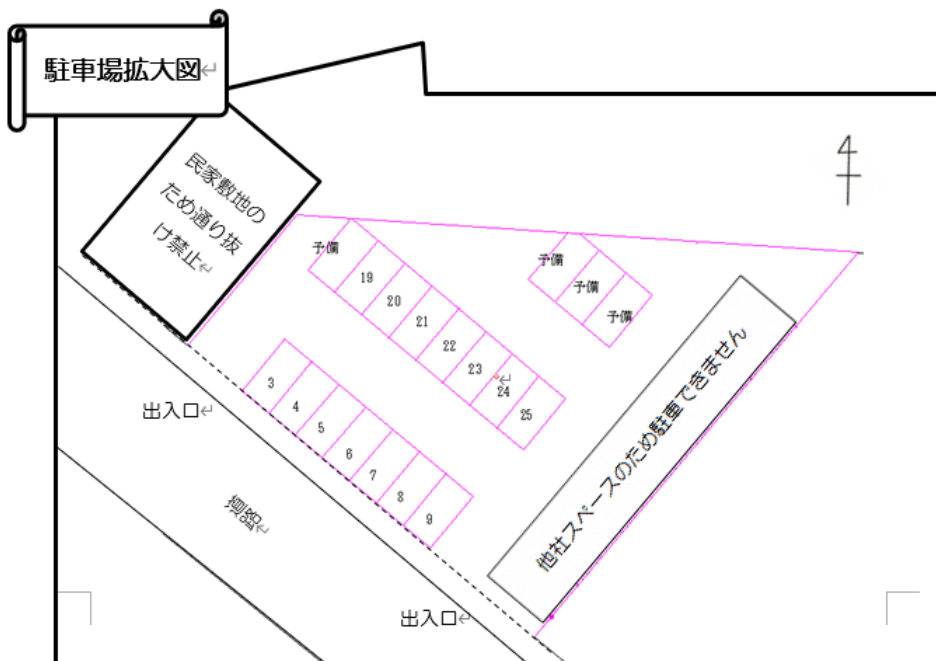 駐車場拡大図
民家敷地の
ため通り抜
け禁止
予備
19
20
21
22
23
24
25
予備
予備
予備
3
4
5
6
7
8
9
出入口
道路
出入口
他社スペースのため駐車できません